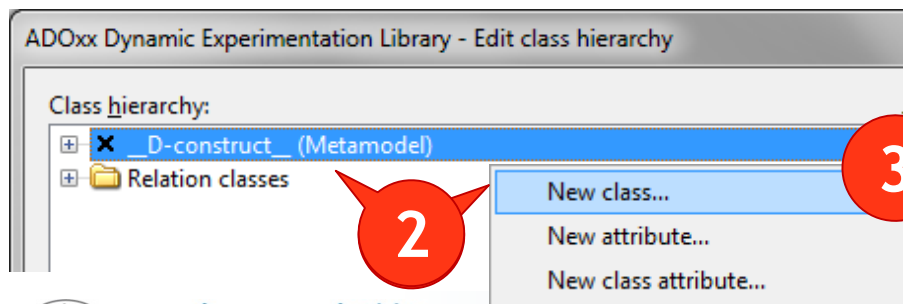 ADOxx Dynamic Experimentation Library - Edit class hierarchy
Class hierarchy:
__D-construct__ (Metamodel)
3
Relation classes
New class...
2
New attribute...
New class attribute...